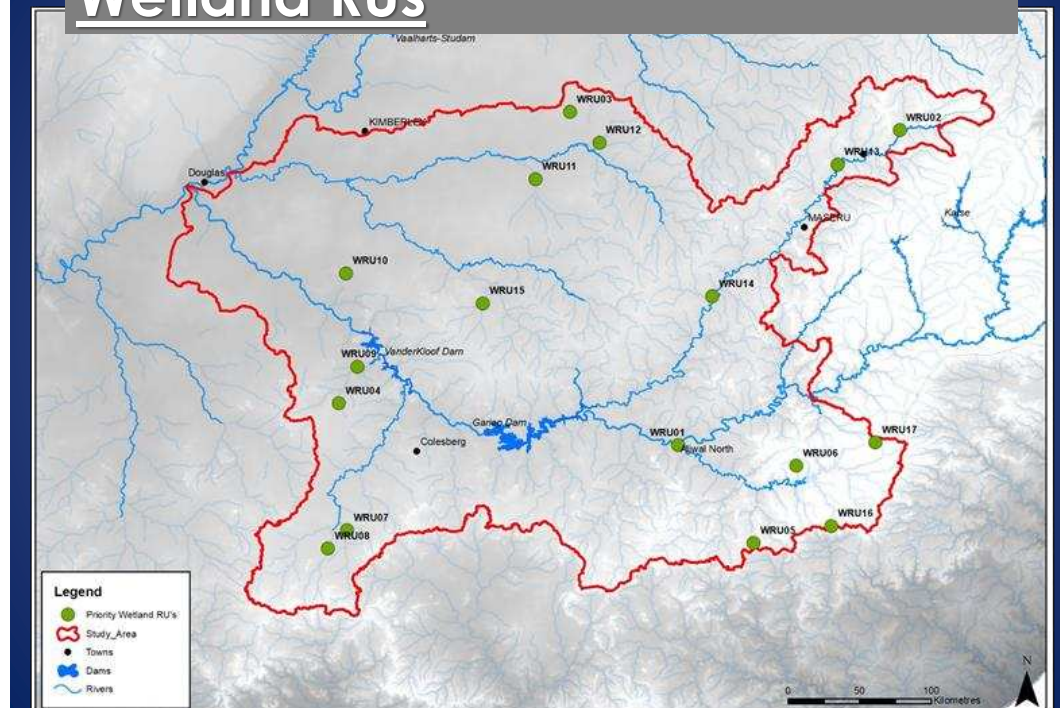 Wetland RUs
Vaalharts-Studam
WRU03
KIMBERLEY
WRU02
WRU12
WRU13
WRU11
Douglas
MASERU
Katse
WRU10
WRU14
WRU15
WRU09
VanderKloof Dam
WRU04
Gariep Dam
WRU01
WRU17
Colesberg
Aliwal North
WRU06
WRU07
WRU16
WRU08
WRU05
Legend
Priority Wetland RU's
Study_Area
Towns
Dams
Rivers
N
0 50 100
Kilometres